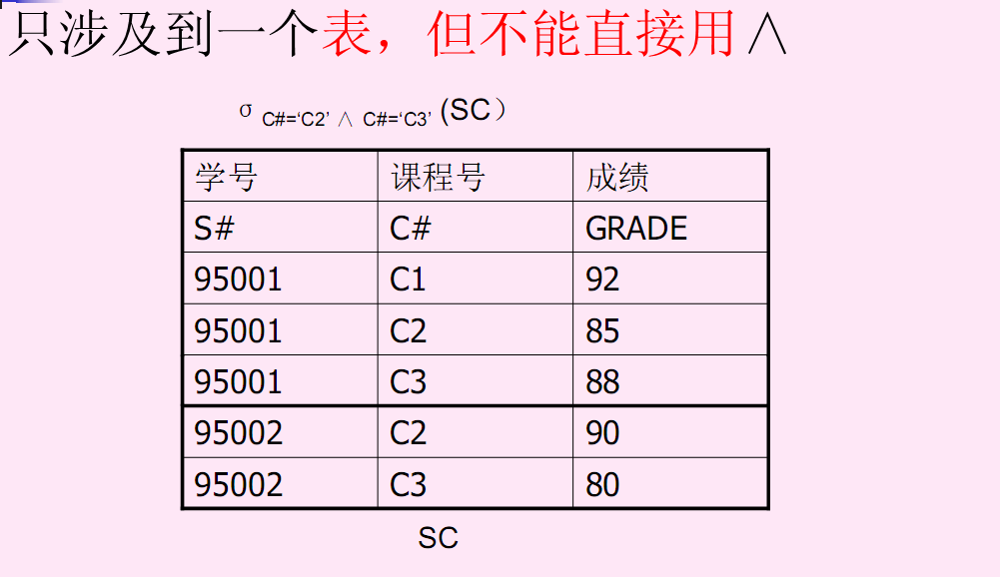 只涉及到一个表，但不能直接用∧
σ C#=‘C2’ ∧ C#=‘C3’ (SC）
学号 课程号 成绩
S# C# GRADE
95001 C1 92
95001 C2 85
95001 C3 88
95002 C2 90
95002 C3 80
SC